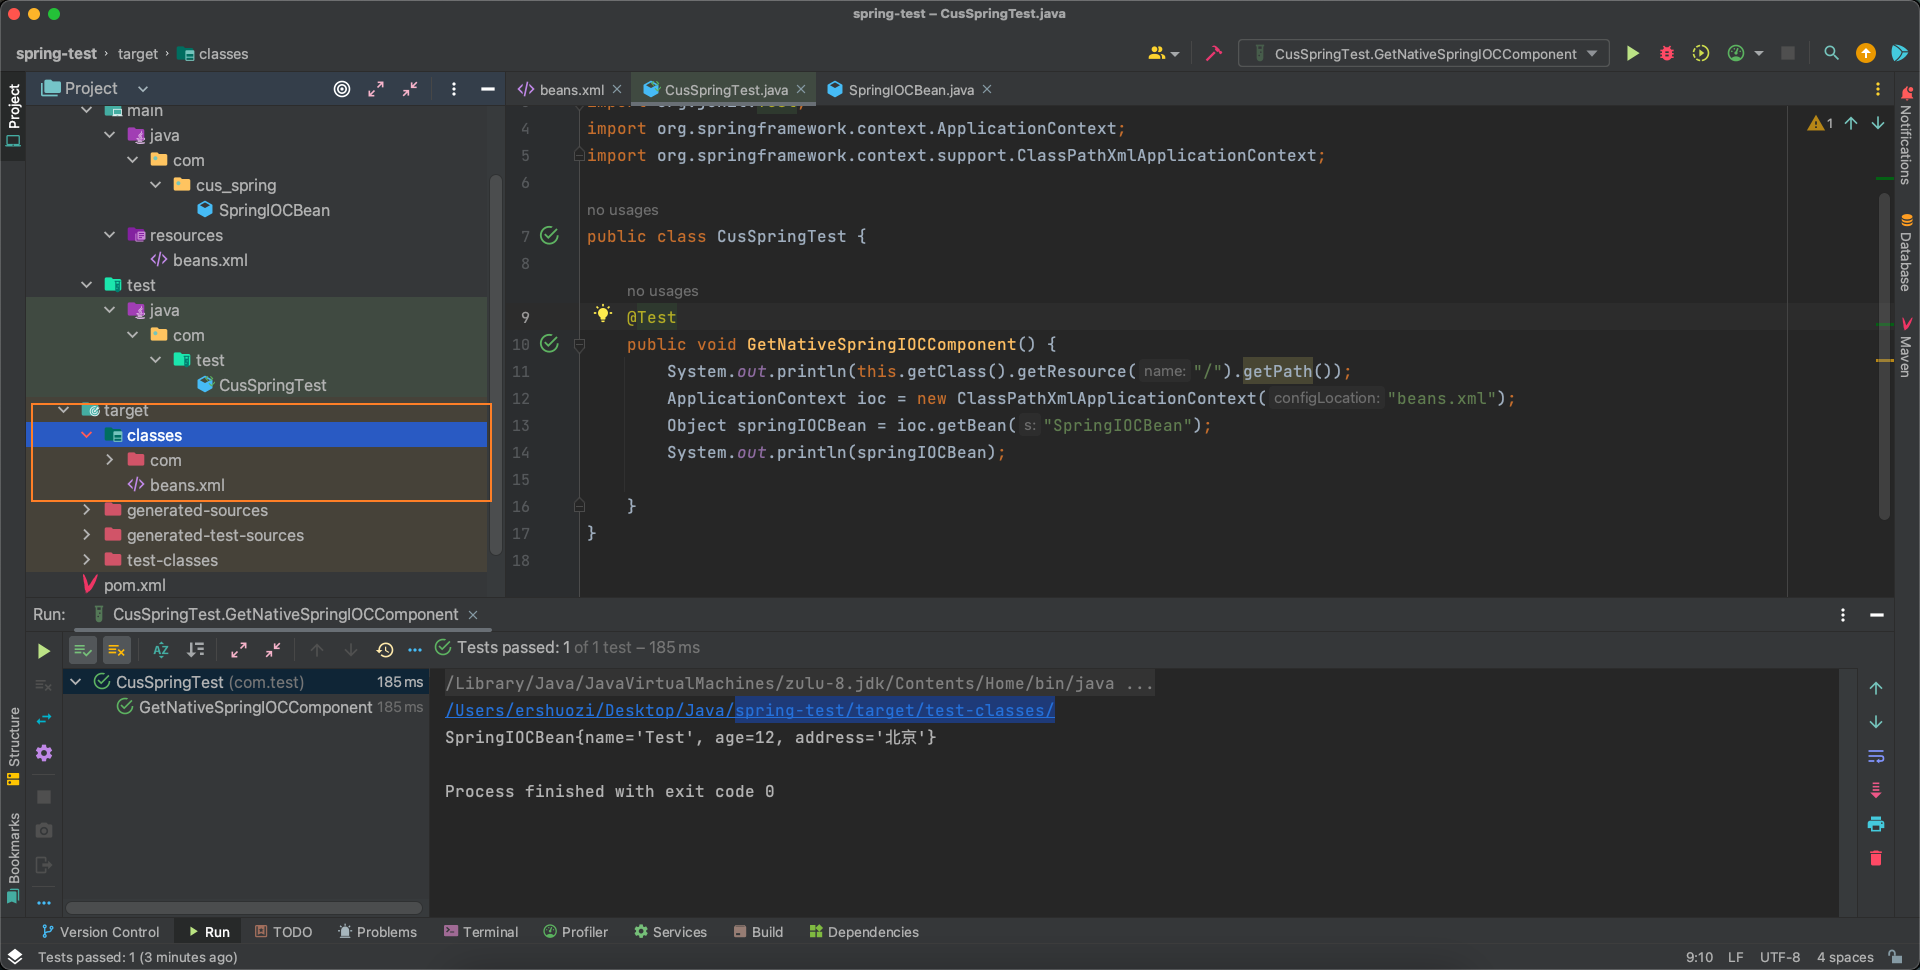 spring-test – CusSpringTest.java
spring-test › target › classes
CusSpringTest.GetNativeSpringIOCComponent
Project
Project
main
java
com
cus_spring
SpringIOCBean
resources
beans.xml
test
java
com
test
CusSpringTest
target
classes
com
beans.xml
generated-sources
generated-test-sources
test-classes
pom.xml
beans.xml
CusSpringTest.java
SpringIOCBean.java
1
4 import org.springframework.context.ApplicationContext;
5 import org.springframework.context.support.ClassPathXmlApplicationContext;
6
no usages
7 public class CusSpringTest {
8
no usages
9 @Test
10 public void GetNativeSpringIOCComponent() {
11 System.out.println(this.getClass().getResource( name: "/").getPath());
12 ApplicationContext ioc = new ClassPathXmlApplicationContext( configLocation: "beans.xml");
13 Object springIOCBean = ioc.getBean( s: "SpringIOCBean");
14 System.out.println(springIOCBean);
15
16 }
17 }
18
Notifications
Database
Maven
Run:
CusSpringTest.GetNativeSpringIOCComponent
Tests passed: 1 of 1 test – 185 ms
CusSpringTest (com.test) 185 ms
GetNativeSpringIOCComponent 185 ms
/Library/Java/JavaVirtualMachines/zulu-8.jdk/Contents/Home/bin/java ...
/Users/ershuozi/Desktop/Java/spring-test/target/test-classes/
SpringIOCBean{name='Test', age=12, address='北京'}
Process finished with exit code 0
Structure
Bookmarks
Version Control
Run
TODO
Problems
Terminal
Profiler
Services
Build
Dependencies
Tests passed: 1 (3 minutes ago)
9:10 LF UTF-8 4 spaces